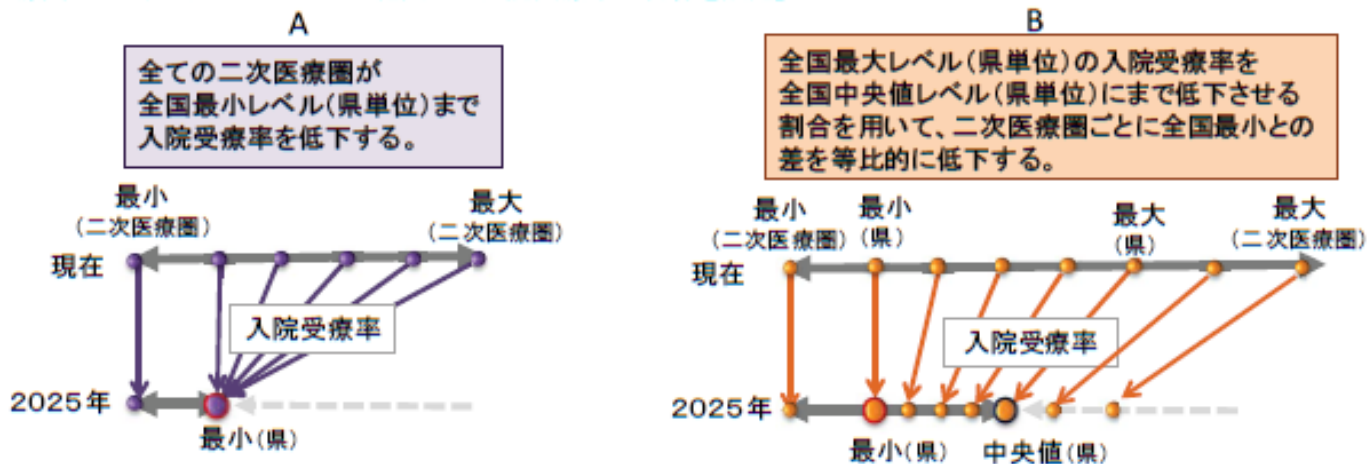 A
全ての二次医療圏が
全国最小レベル(県単位)まで
入院受療率を低下する。
最小
(二次医療圏)
最大
(二次医療圏)
現在
入院受療率
2025年
最小(県)
B
全国最大レベル(県単位)の入院受療率を
全国中央値レベル(県単位)にまで低下させる
割合を用いて、二次医療圏ごとに全国最小との
差を等比的に低下する。
最小
(二次医療圏)
最小
(県)
最大
(県)
最大
(二次医療圏)
現在
入院受療率
2025年
最小(県)
中央値(県)